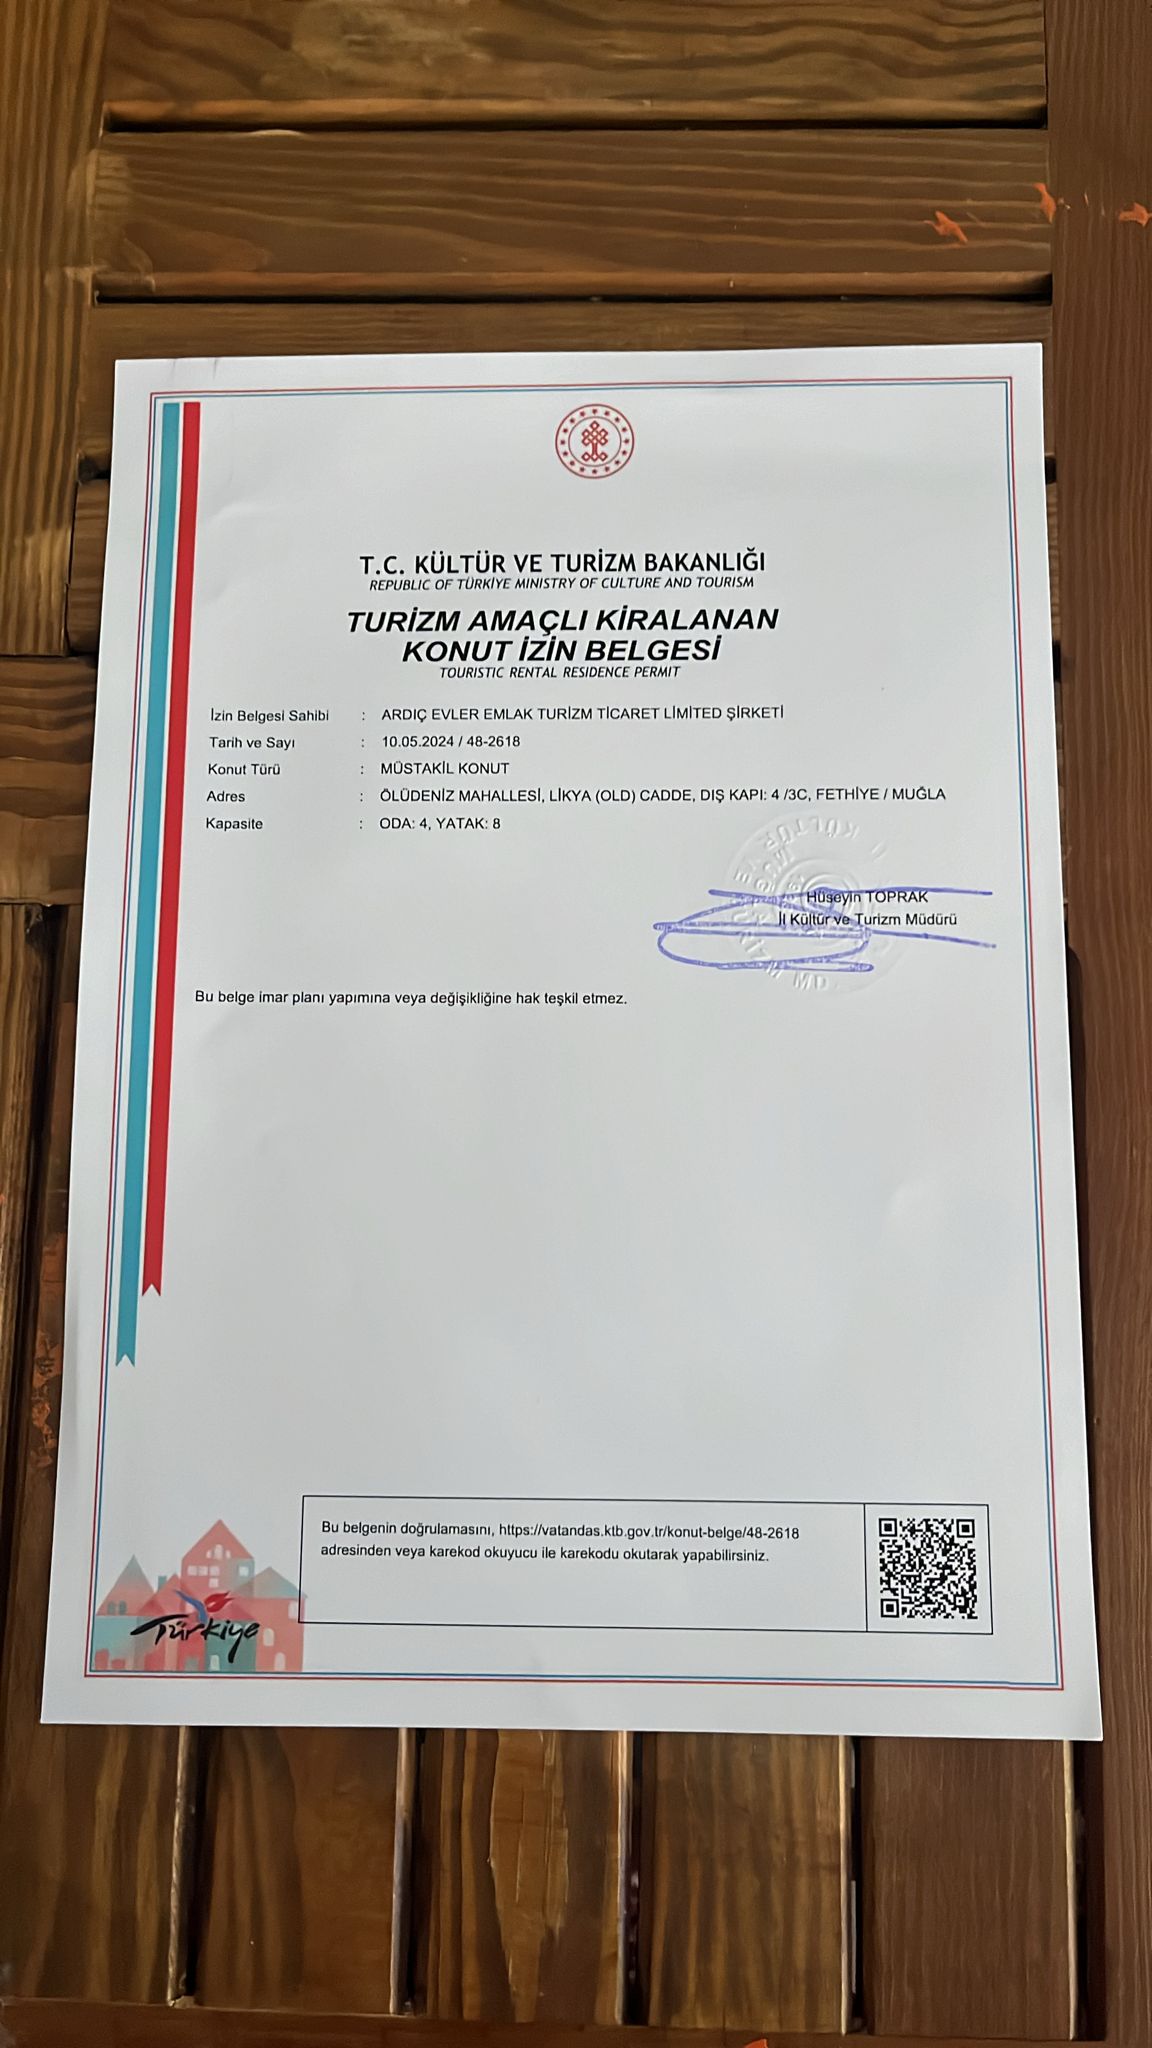 T.C. KÜLTÜR VE TURİZM BAKANLIĞI
REPUBLIC OF TÜRKİYE MINISTRY OF CULTURE AND TOURISM
TURİZM AMAÇLI KİRALANAN
KONUT İZİN BELGESİ
TOURISTIC RENTAL RESIDENCE PERMIT
İzin Belgesi Sahibi : ARDIÇ EVLER EMLAK TURİZM TİCARET LİMİTED ŞİRKETİ
Tarih ve Sayı : 10.05.2024 / 48-2618
Konut Türü : MÜSTAKİL KONUT
Adres : ÖLÜDENİZ MAHALLESİ, LİKYA (OLD) CADDE, DIŞ KAPI: 4 /3C, FETHİYE / MUĞLA
Kapasite : ODA: 4, YATAK: 8
Hüseyin TOPRAK
İl Kültür ve Turizm Müdürü
Bu belge imar planı yapımına veya değişikliğine hak teşkil etmez.
Bu belgenin doğrulamasını, https://vatandas.ktb.gov.tr/konut-belge/48-2618
adresinden veya karekod okuyucu ile karekodu okutarak yapabilirsiniz.
Türkiye